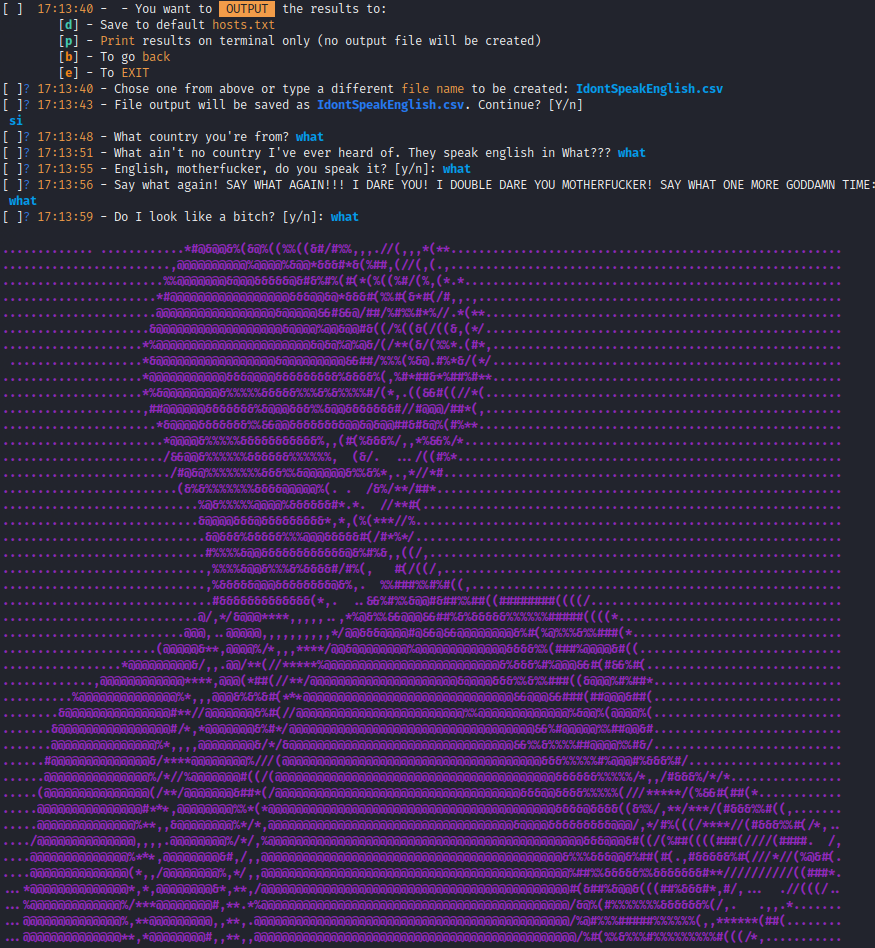 [ ]  17:13:40 -  - You want to  OUTPUT  the results to:
[d] - Save to default hosts.txt
[p] - Print results on terminal only (no output file will be created)
[b] - To go back
[e] - To EXIT
[ ]? 17:13:40 - Chose one from above or type a different file name to be created: IdontSpeakEnglish.csv
[ ]? 17:13:43 - File output will be saved as IdontSpeakEnglish.csv. Continue? [Y/n]
si
[ ]? 17:13:48 - What country you're from? what
[ ]? 17:13:51 - What ain't no country I've ever heard of. They speak english in What??? what
[ ]? 17:13:55 - English, motherfucker, do you speak it? [y/n]: what
[ ]? 17:13:56 - Say what again! SAY WHAT AGAIN!!! I DARE YOU! I DOUBLE DARE YOU MOTHERFUCKER! SAY WHAT ONE MORE GODDAMN TIME:
what
[ ]? 17:13:59 - Do I look like a bitch? [y/n]: what